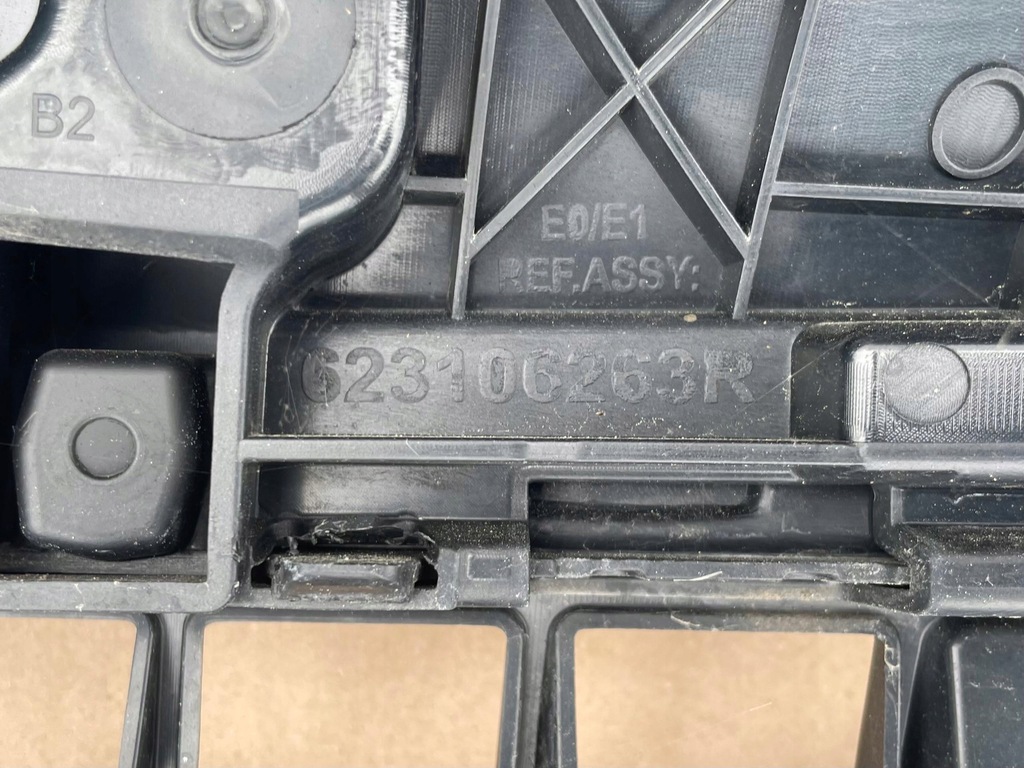 B2
E0/E1
REF.ASSY:
623106263R